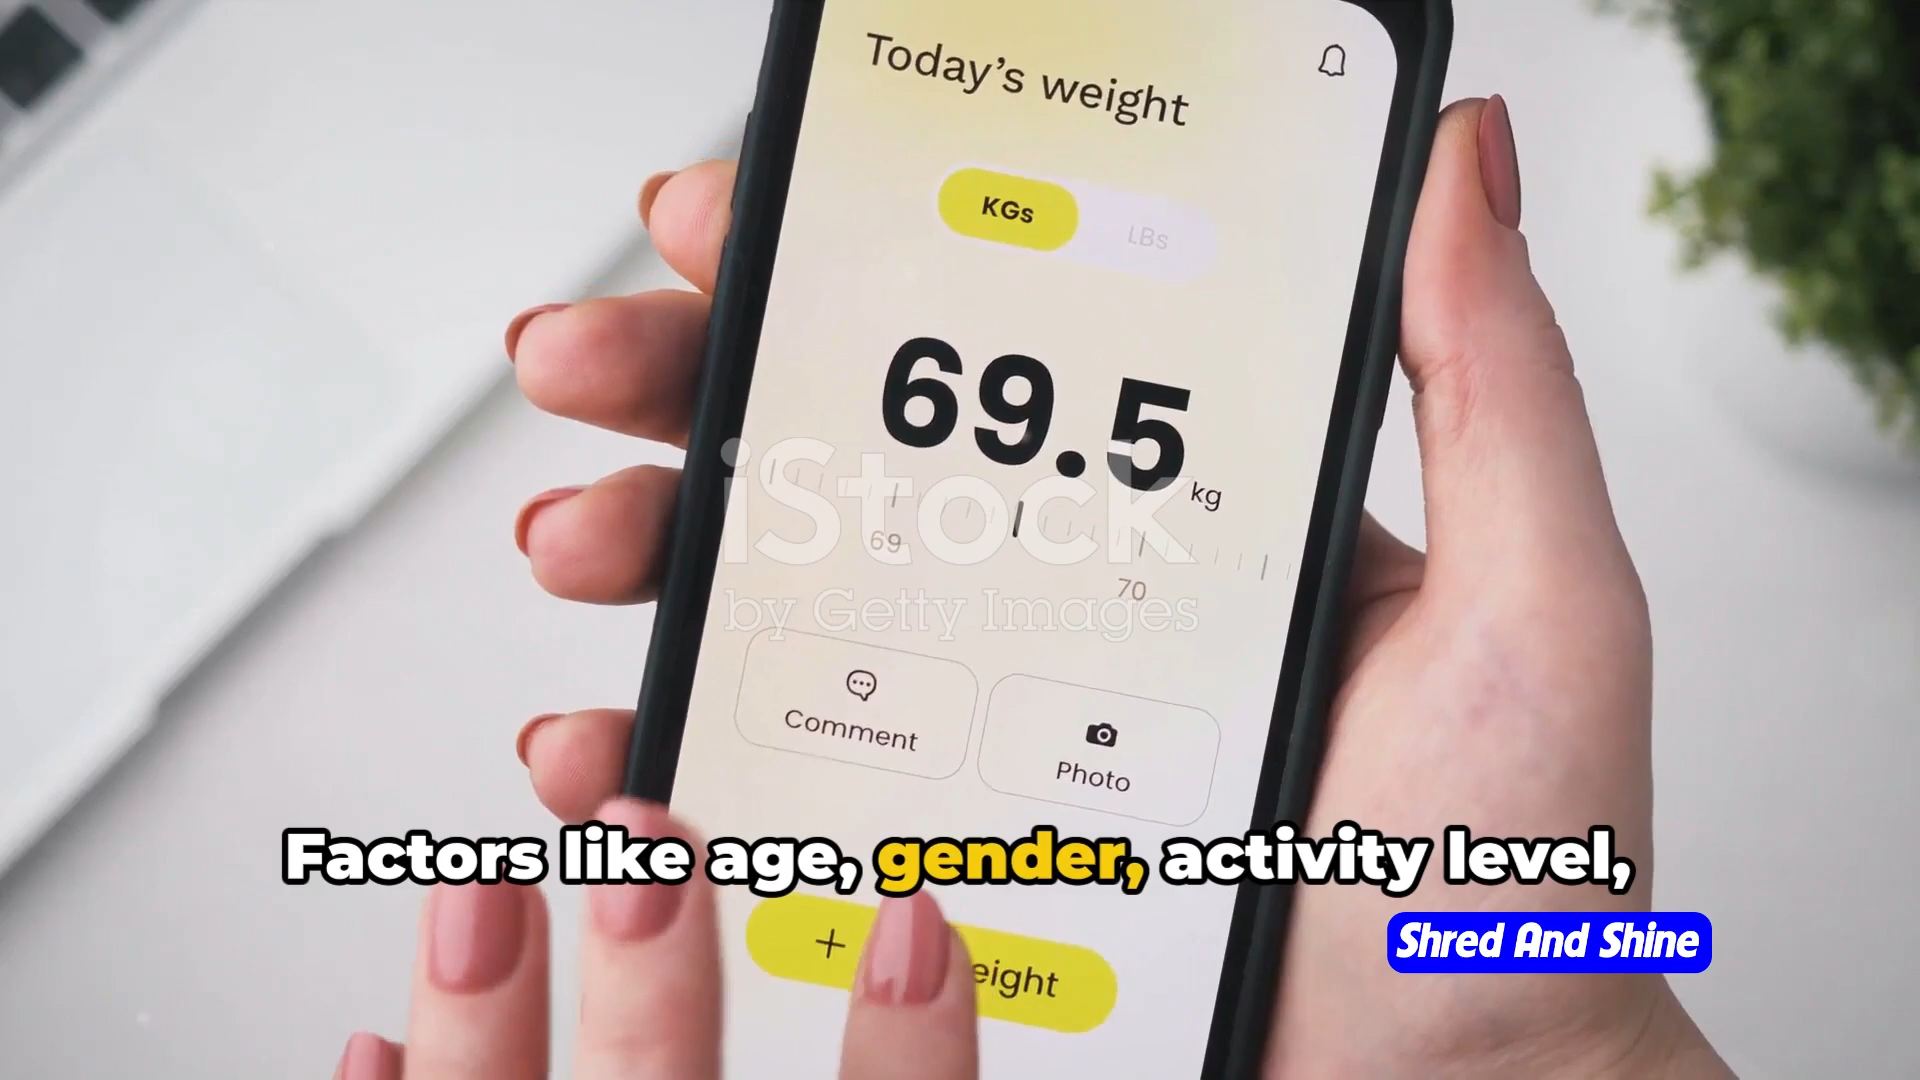 Today's weight
KGs LBs
69.5 kg
69
70
iStock
by Getty Images
Comment
Photo
Factors like age, gender, activity level,
Shred And Shine
+ eight